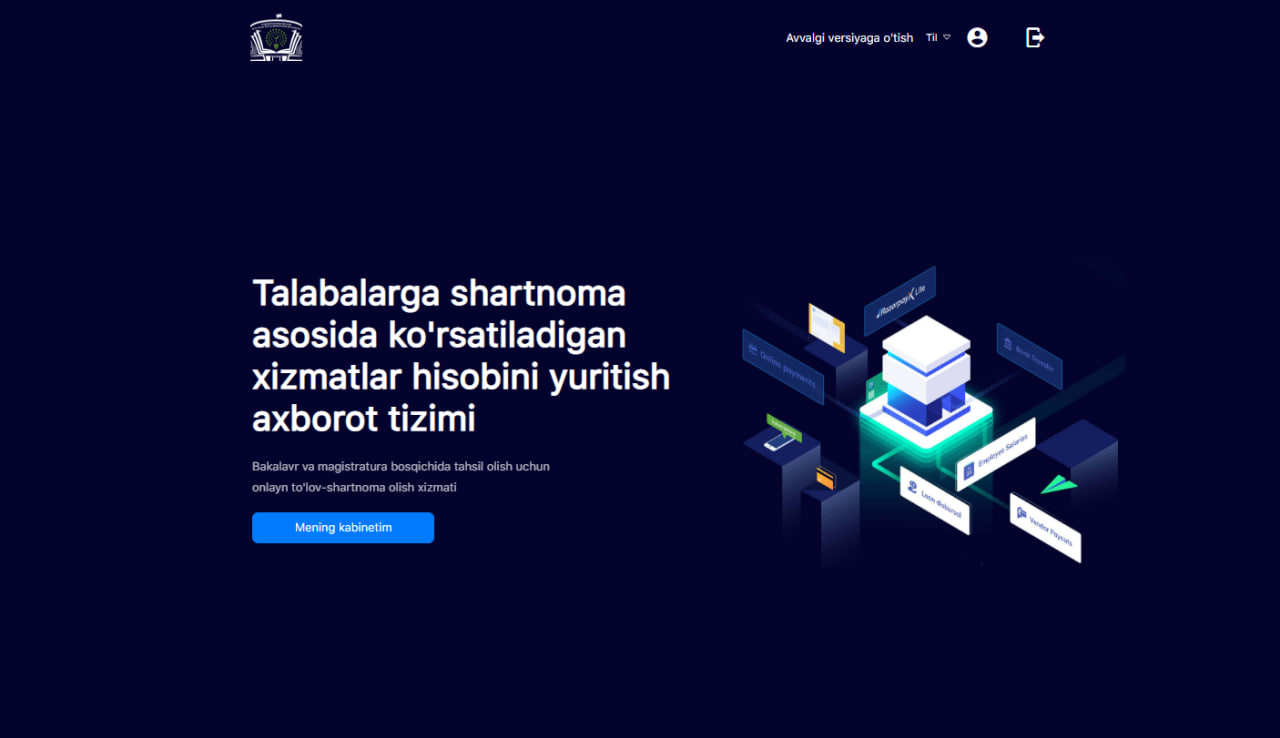 Avvalgi versiyaga o'tish
Til
Talabalarga shartnoma
asosida ko'rsatiladigan
xizmatlar hisobini yuritish
axborot tizimi
Bakalavr va magistratura bosqichida tahsil olish uchun
onlayn to'lov-shartnoma olish xizmati
Mening kabinetim
RazorpayX Lite
Online payments
Bank transfer
Employee Salaries
Loan disbursal
Vendor Payouts